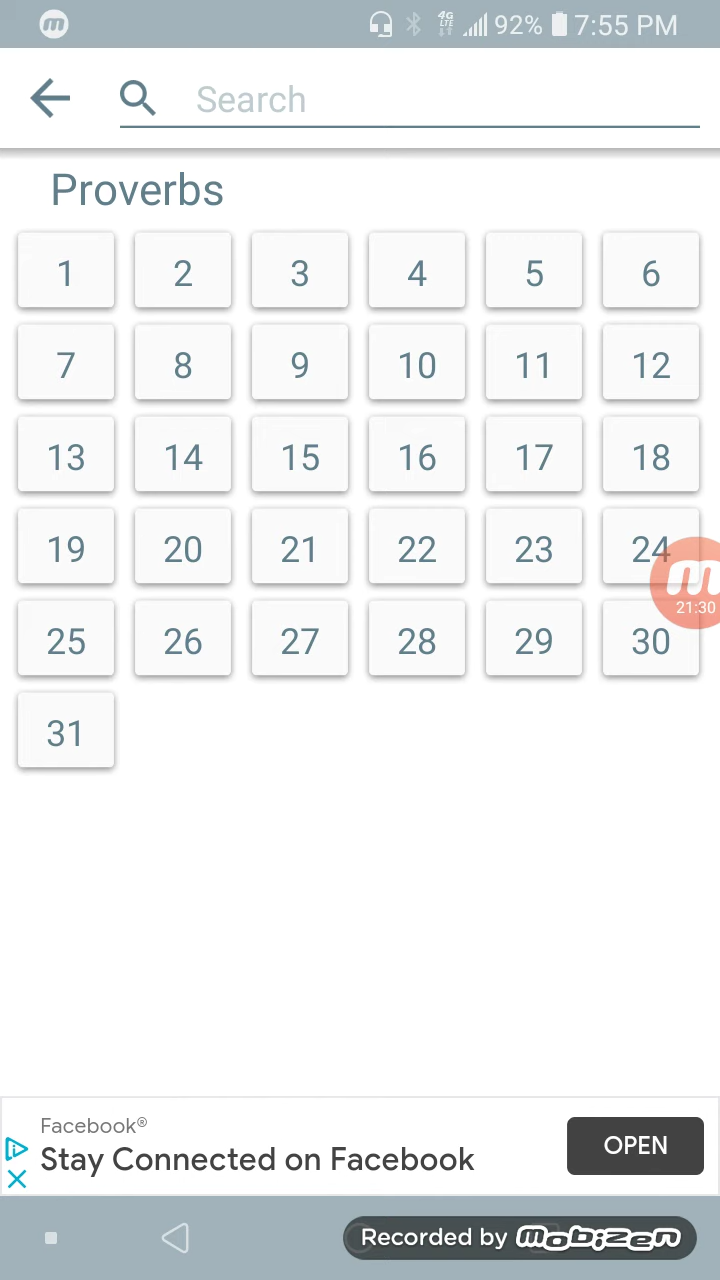 4G LTE 92% 7:55 PM
Search
Proverbs
1 2 3 4 5 6
7 8 9 10 11 12
13 14 15 16 17 18
19 20 21 22 23 24
21:30
25 26 27 28 29 30
31
Facebook®
Stay Connected on Facebook
OPEN
Recorded by mobizen